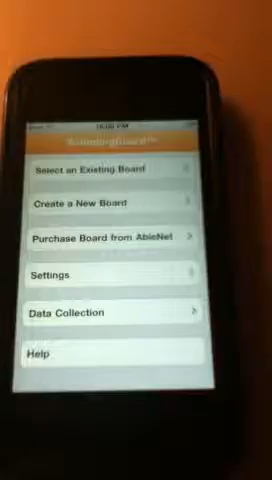 Select an Existing Board
Create a New Board
Purchase Board from AbleNet
Settings
Data Collection
Help